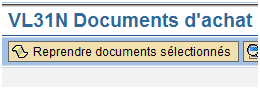 VL31N Documents d'achat
Reprendre documents sélectionnés